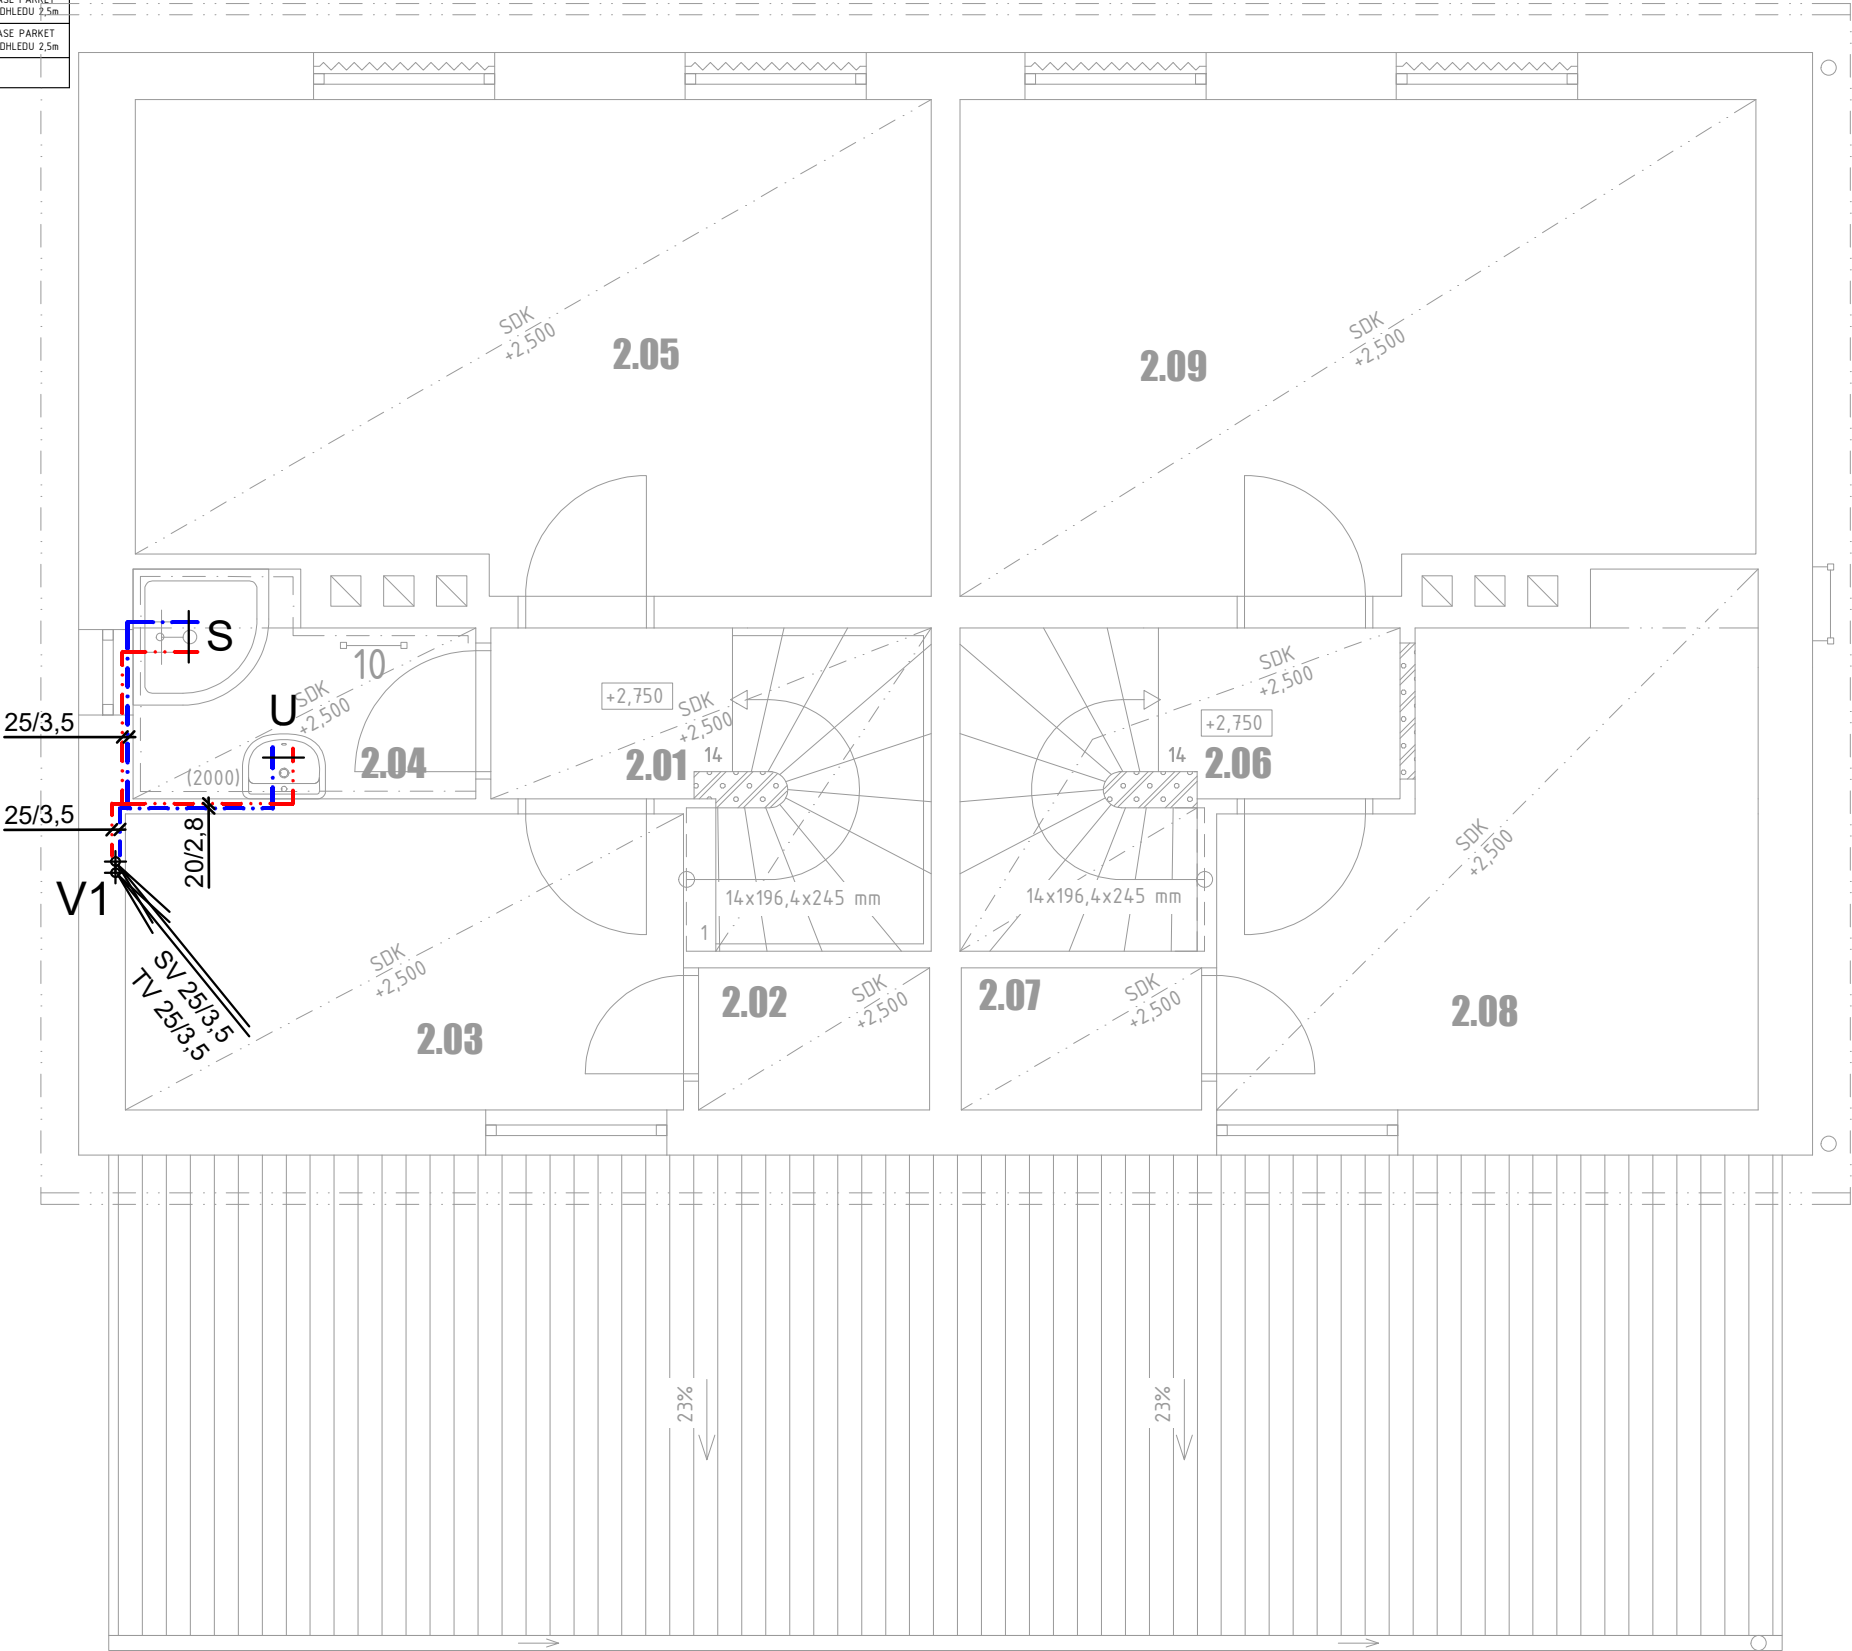 PARKET
DHLEDU 2,5m
ASE PARKET
DHLEDU 2,5m
SDK
+2,500
2.05
SDK
+2,500
2.09
S
10
SDK
+2,500
U
(2000)
2.04
25/3,5
25/3,5
20/2,8
V1
SV 25/3,5
TV 25/3,5
+2,750
SDK
+2,500
14
2.01
14x196,4x245 mm
1
SDK
+2,500
+2,750
14
2.06
14x196,4x245 mm
SDK
+2,500
SDK
+2,500
2.03
2.02
SDK
+2,500
2.07
SDK
+2,500
2.08
23%
23%